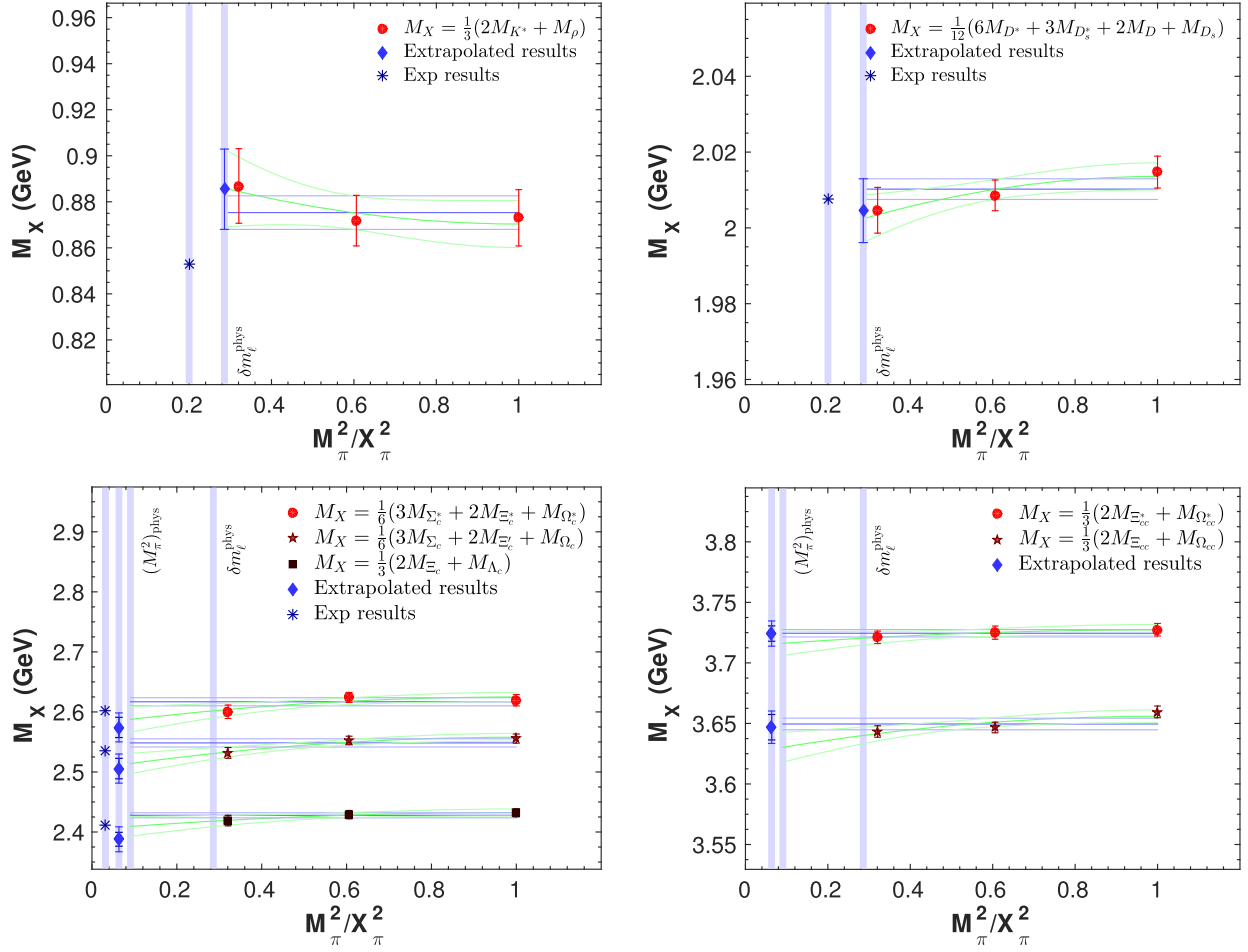 M_X = 1/3(2M_{K*} + M_ρ)
Extrapolated results
Exp results
0.96
0.94
0.92
0.9
0.88
0.86
0.84
0.82
M_X (GeV)
δm_ℓ^phys
0 0.2 0.4 0.6 0.8 1
M_π^2/X_π^2
M_X = 1/12(6M_{D*} + 3M_{D_s*} + 2M_D + M_{D_s})
Extrapolated results
Exp results
2.04
2.02
2
1.98
1.96
M_X (GeV)
δm_ℓ^phys
0 0.2 0.4 0.6 0.8 1
M_π^2/X_π^2
M_X = 1/6(3M_{Σ_c*} + 2M_{Ξ_c*} + M_{Ω_c*})
M_X = 1/6(3M_{Σ_c} + 2M_{Ξ_c′} + M_{Ω_c})
M_X = 1/3(2M_{Ξ_c} + M_{Λ_c})
Extrapolated results
Exp results
2.9
2.8
2.7
2.6
2.5
2.4
M_X (GeV)
(M_π^2)_phys
δm_ℓ^phys
0 0.2 0.4 0.6 0.8 1
M_π^2/X_π^2
M_X = 1/3(2M_{Ξ_cc*} + M_{Ω_cc*})
M_X = 1/3(2M_{Ξ_cc} + M_{Ω_cc})
Extrapolated results
3.8
3.75
3.7
3.65
3.6
3.55
M_X (GeV)
(M_π^2)_phys
δm_ℓ^phys
0 0.2 0.4 0.6 0.8 1
M_π^2/X_π^2